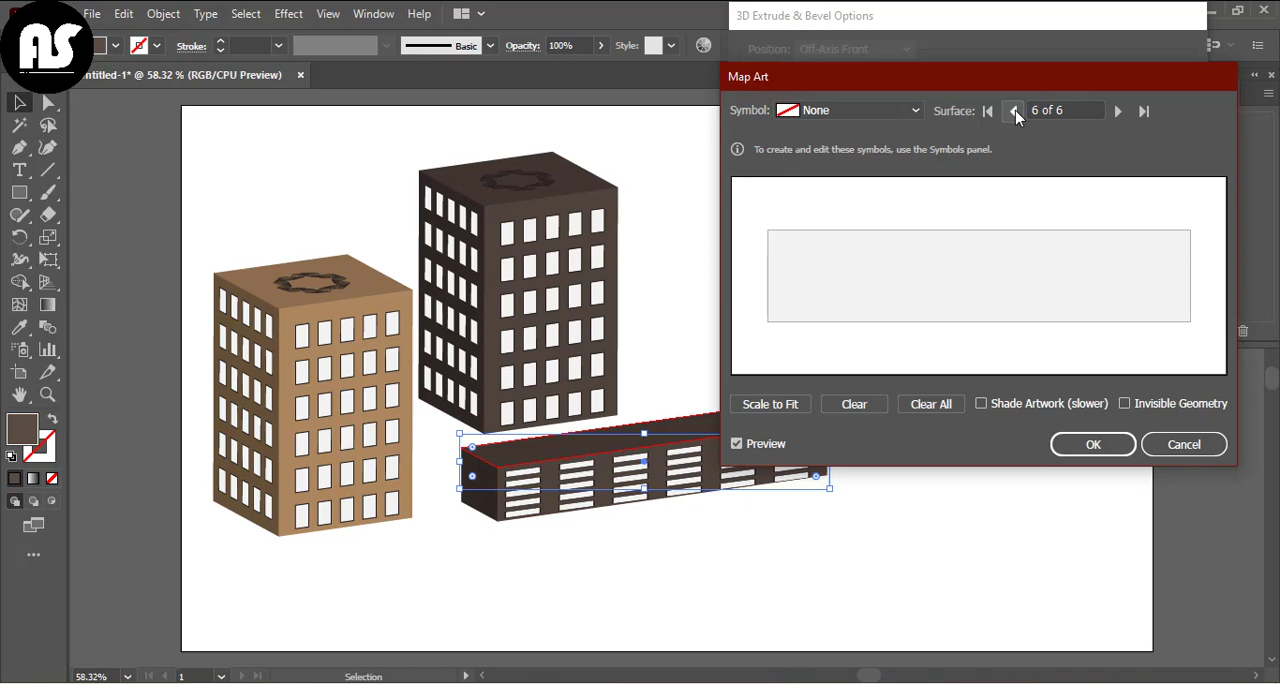 File Edit Object Type Select Effect View Window Help
3D Extrude & Bevel Options
AS
Stroke: Basic Opacity: 100% Style:
Position: Off-Axis Front
ntitled-1* @ 58.32 % (RGB/CPU Preview) ×
Map Art
Symbol: None Surface: 6 of 6
To create and edit these symbols, use the Symbols panel.
Scale to Fit Clear Clear All Shade Artwork (slower) Invisible Geometry
Preview OK Cancel
58.32% 1 Selection